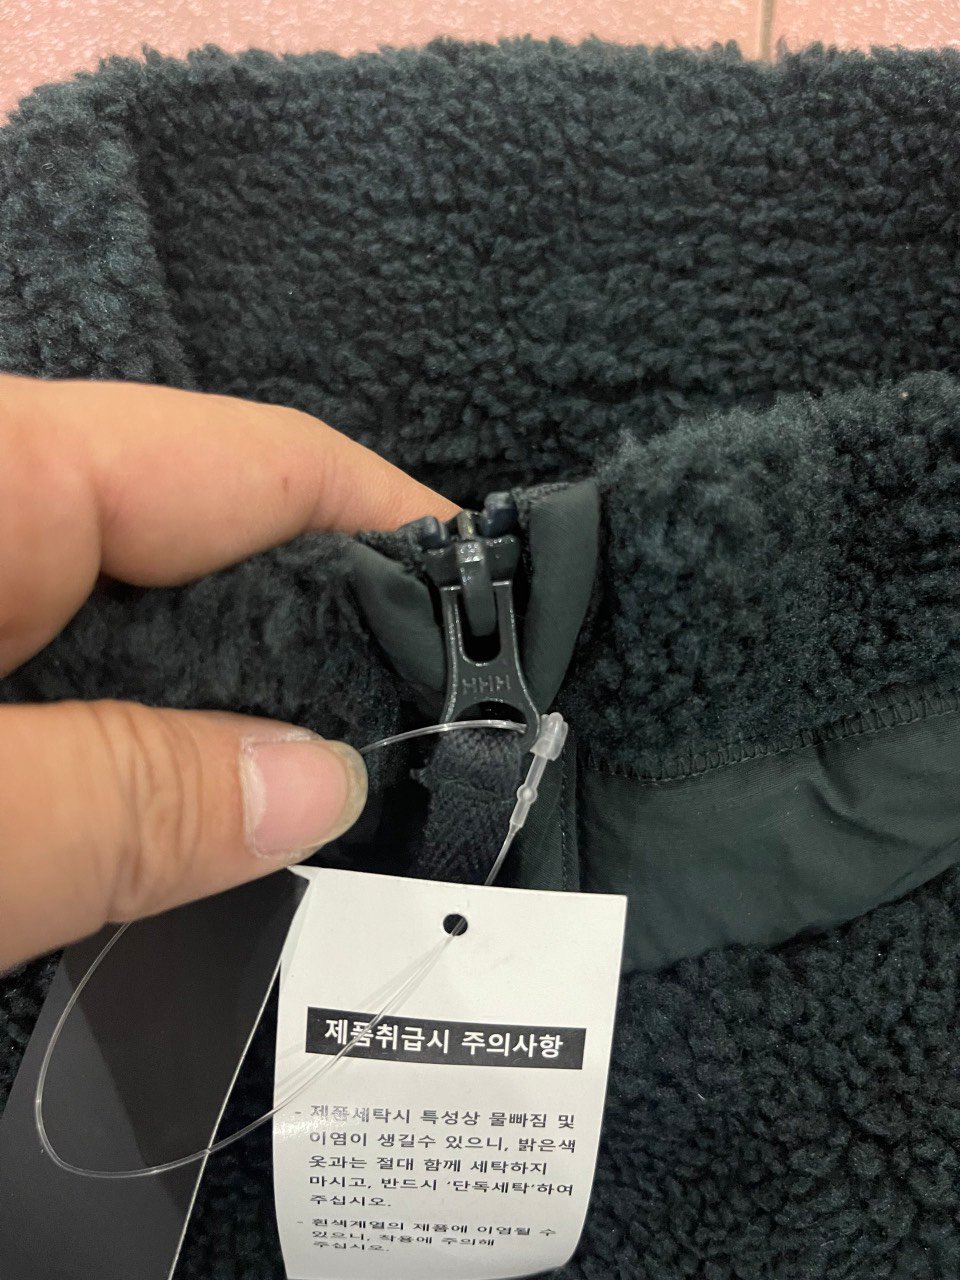 HHH
제품취급시 주의사항
- 제품세탁시 특성상 물빠짐 및
이염이 생길수 있으니, 밝은색
옷과는 절대 함께 세탁하지
마시고, 반드시 '단독세탁'하여
주십시오.
- 흰색계열의 제품에 이염될 수
있으니, 착용에 주의해
주십시오.